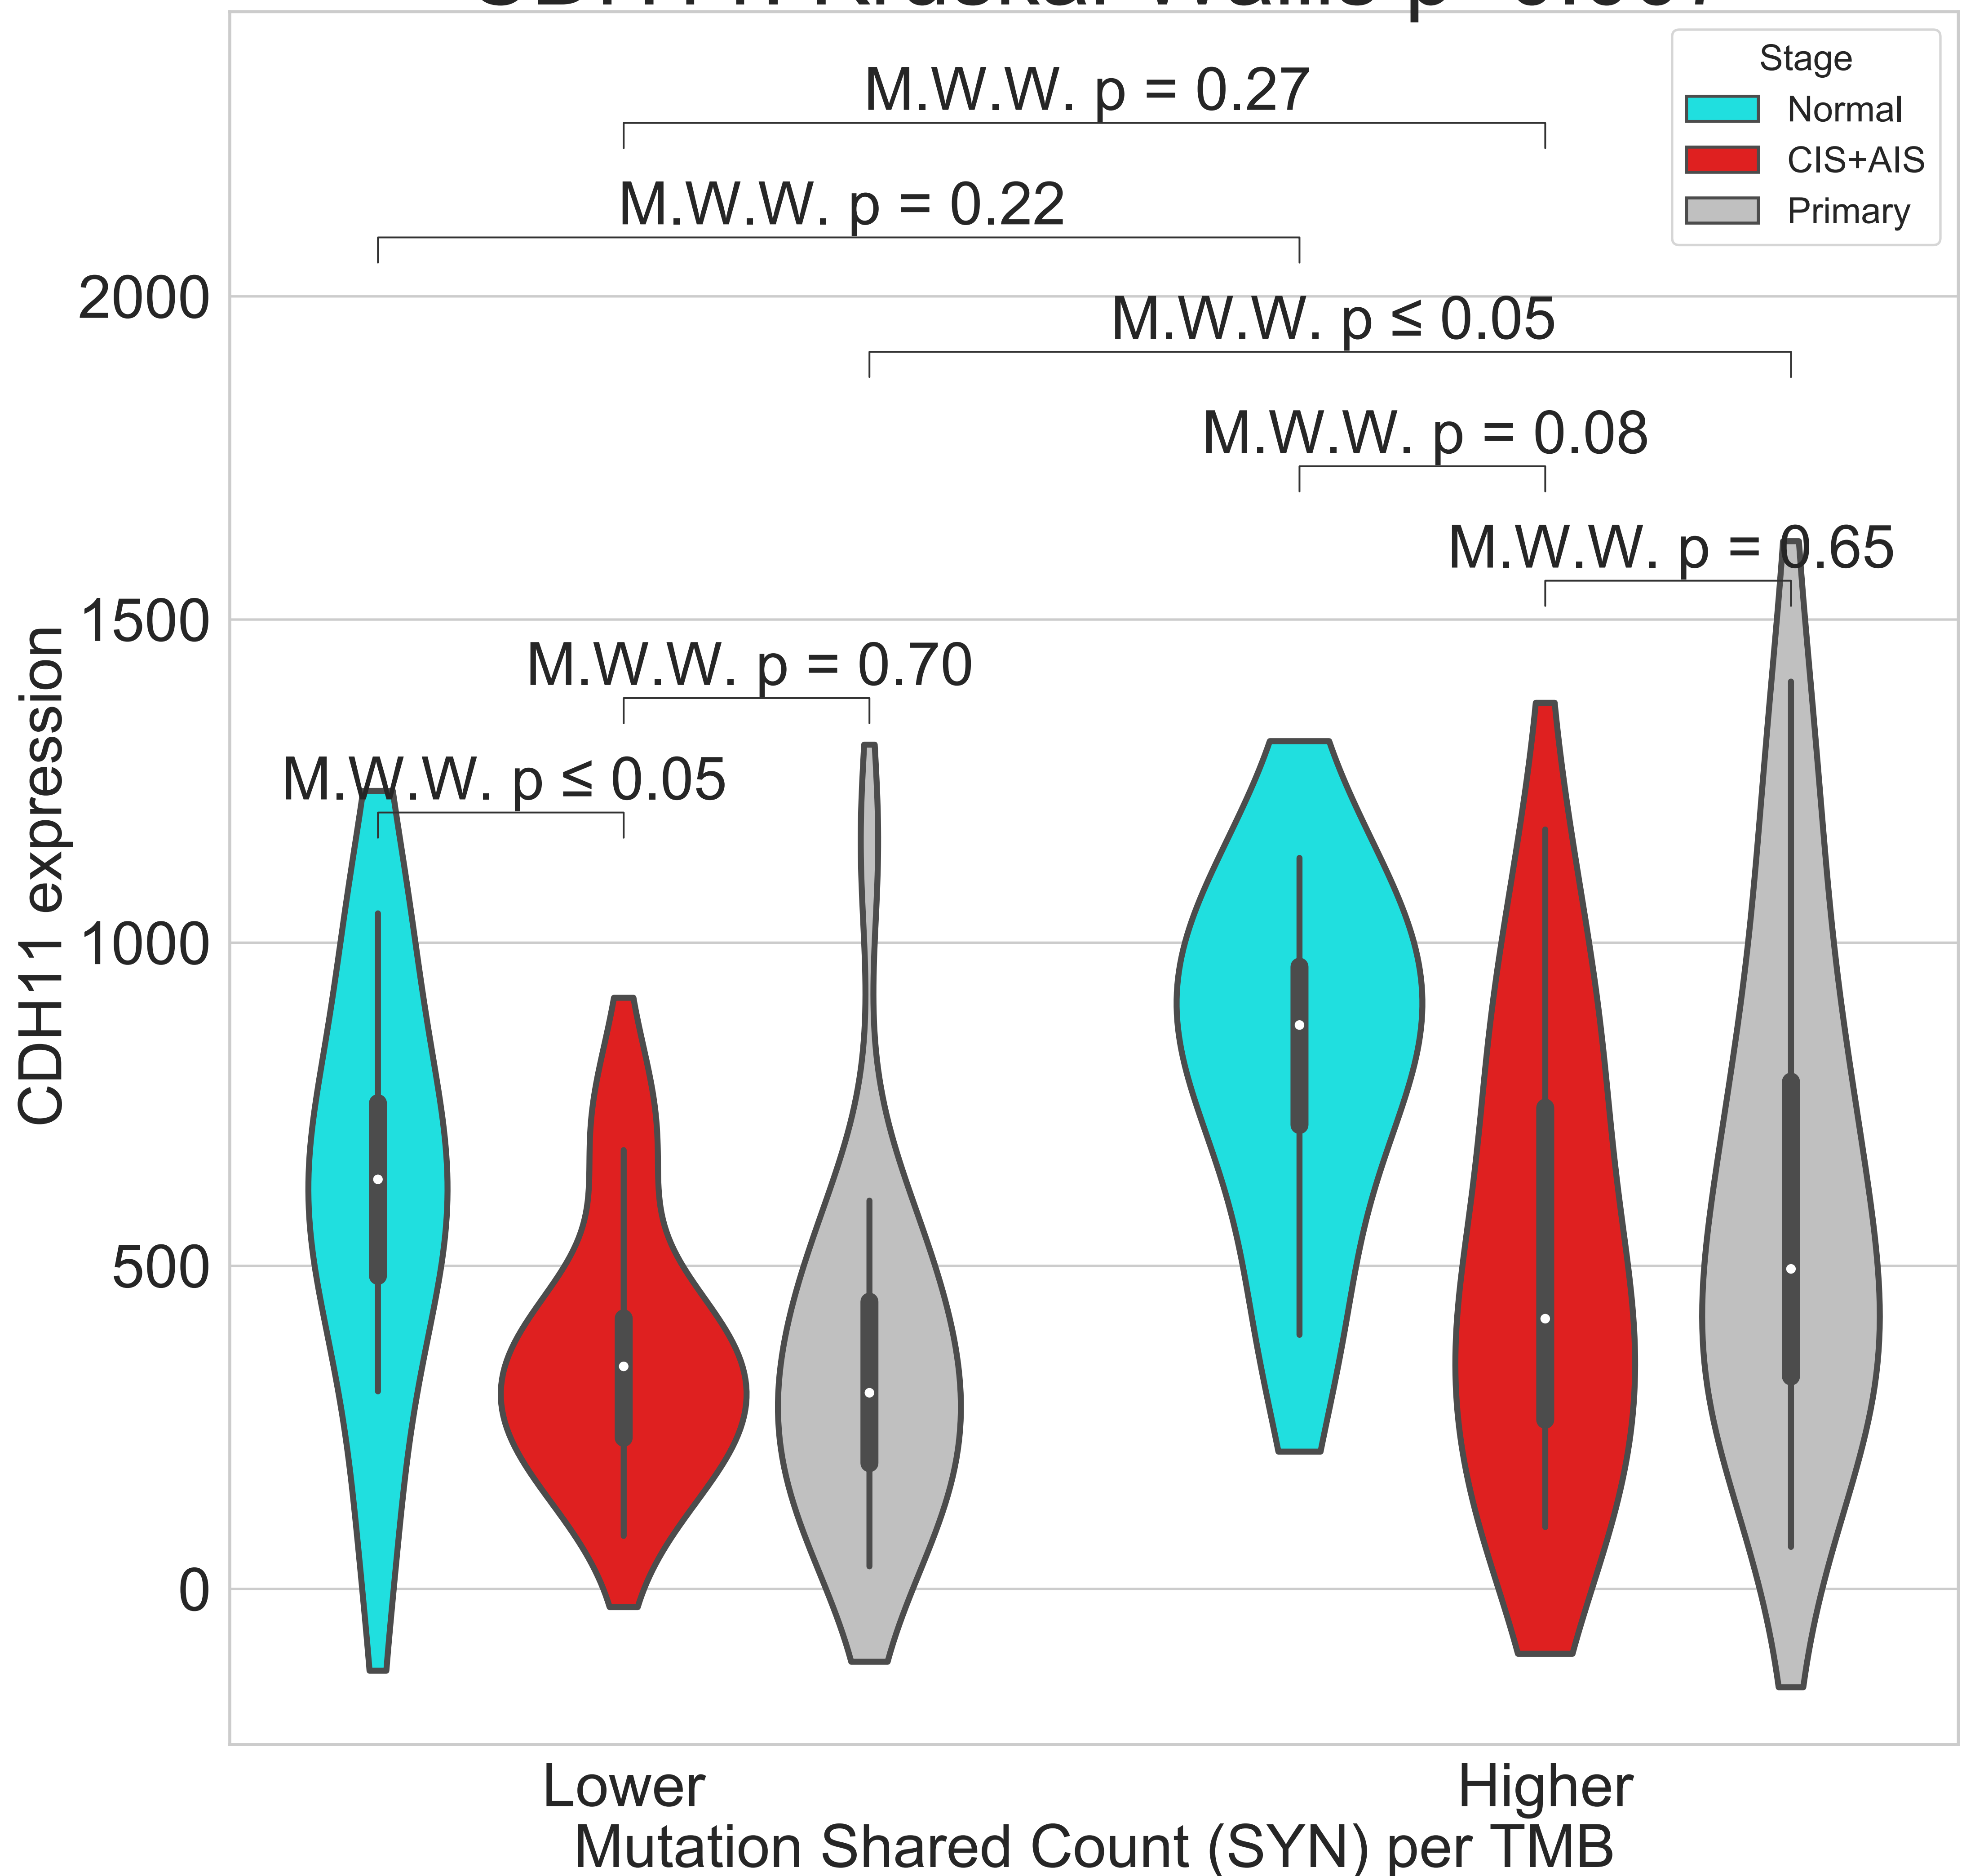 Stage
Normal
CIS+AIS
Primary
M.W.W. p = 0.27
M.W.W. p = 0.22
M.W.W. p ≤ 0.05
M.W.W. p = 0.08
M.W.W. p = 0.65
M.W.W. p = 0.70
M.W.W. p ≤ 0.05
2000
1500
1000
500
0
CDH11 expression
Lower
Higher
Mutation Shared Count (SYN) per TMB